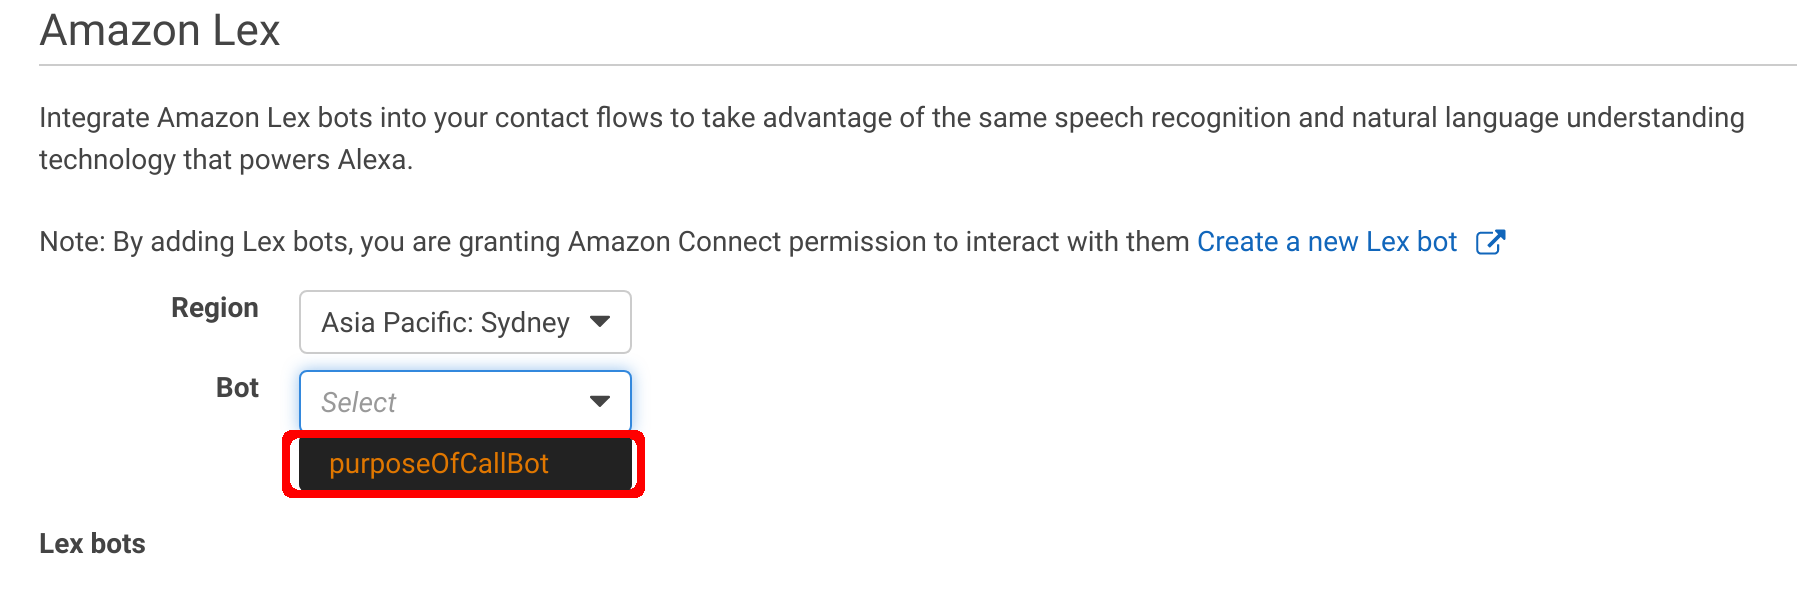 Amazon Lex
Integrate Amazon Lex bots into your contact flows to take advantage of the same speech recognition and natural language understanding
technology that powers Alexa.
Note: By adding Lex bots, you are granting Amazon Connect permission to interact with them Create a new Lex bot
Region
Asia Pacific: Sydney
Bot
Select
purposeOfCallBot
Lex bots